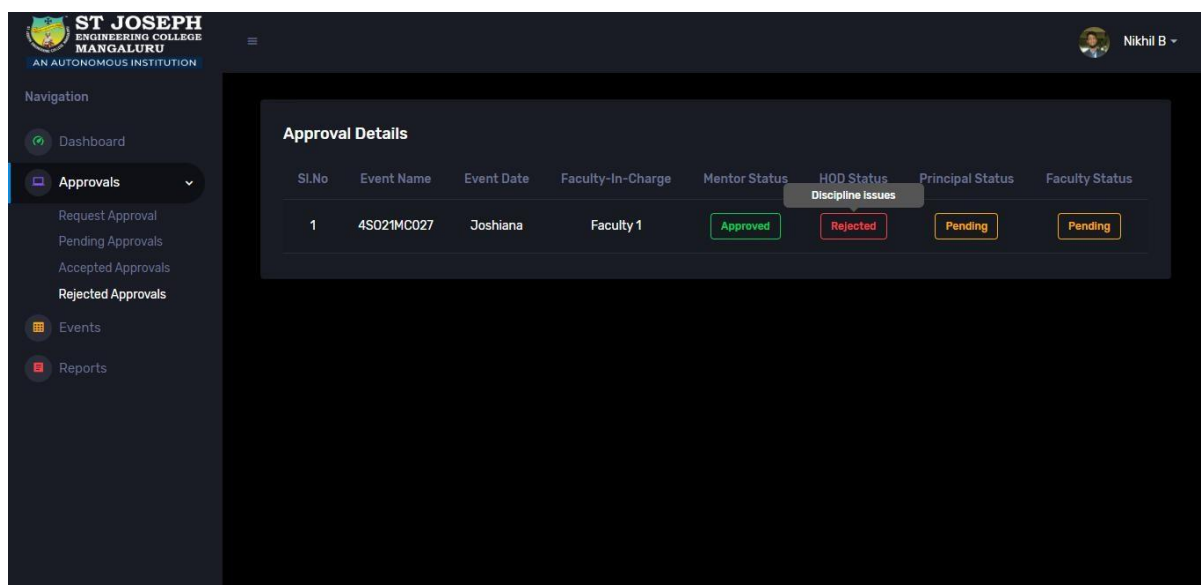 ST JOSEPH
ENGINEERING COLLEGE
MANGALURU
AN AUTONOMOUS INSTITUTION
Nikhil B
Navigation
Dashboard
Approvals
Request Approval
Pending Approvals
Accepted Approvals
Rejected Approvals
Events
Reports
Approval Details
Sl.No Event Name Event Date Faculty-In-Charge Mentor Status HOD Status Principal Status Faculty Status
Discipline issues
1 4SO21MC027 Joshiana Faculty 1 Approved Rejected Pending Pending